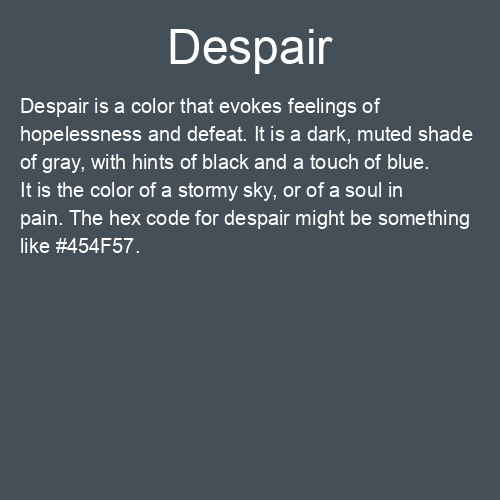 Despair
Despair is a color that evokes feelings of
hopelessness and defeat. It is a dark, muted shade
of gray, with hints of black and a touch of blue.
It is the color of a stormy sky, or of a soul in
pain. The hex code for despair might be something
like #454F57.